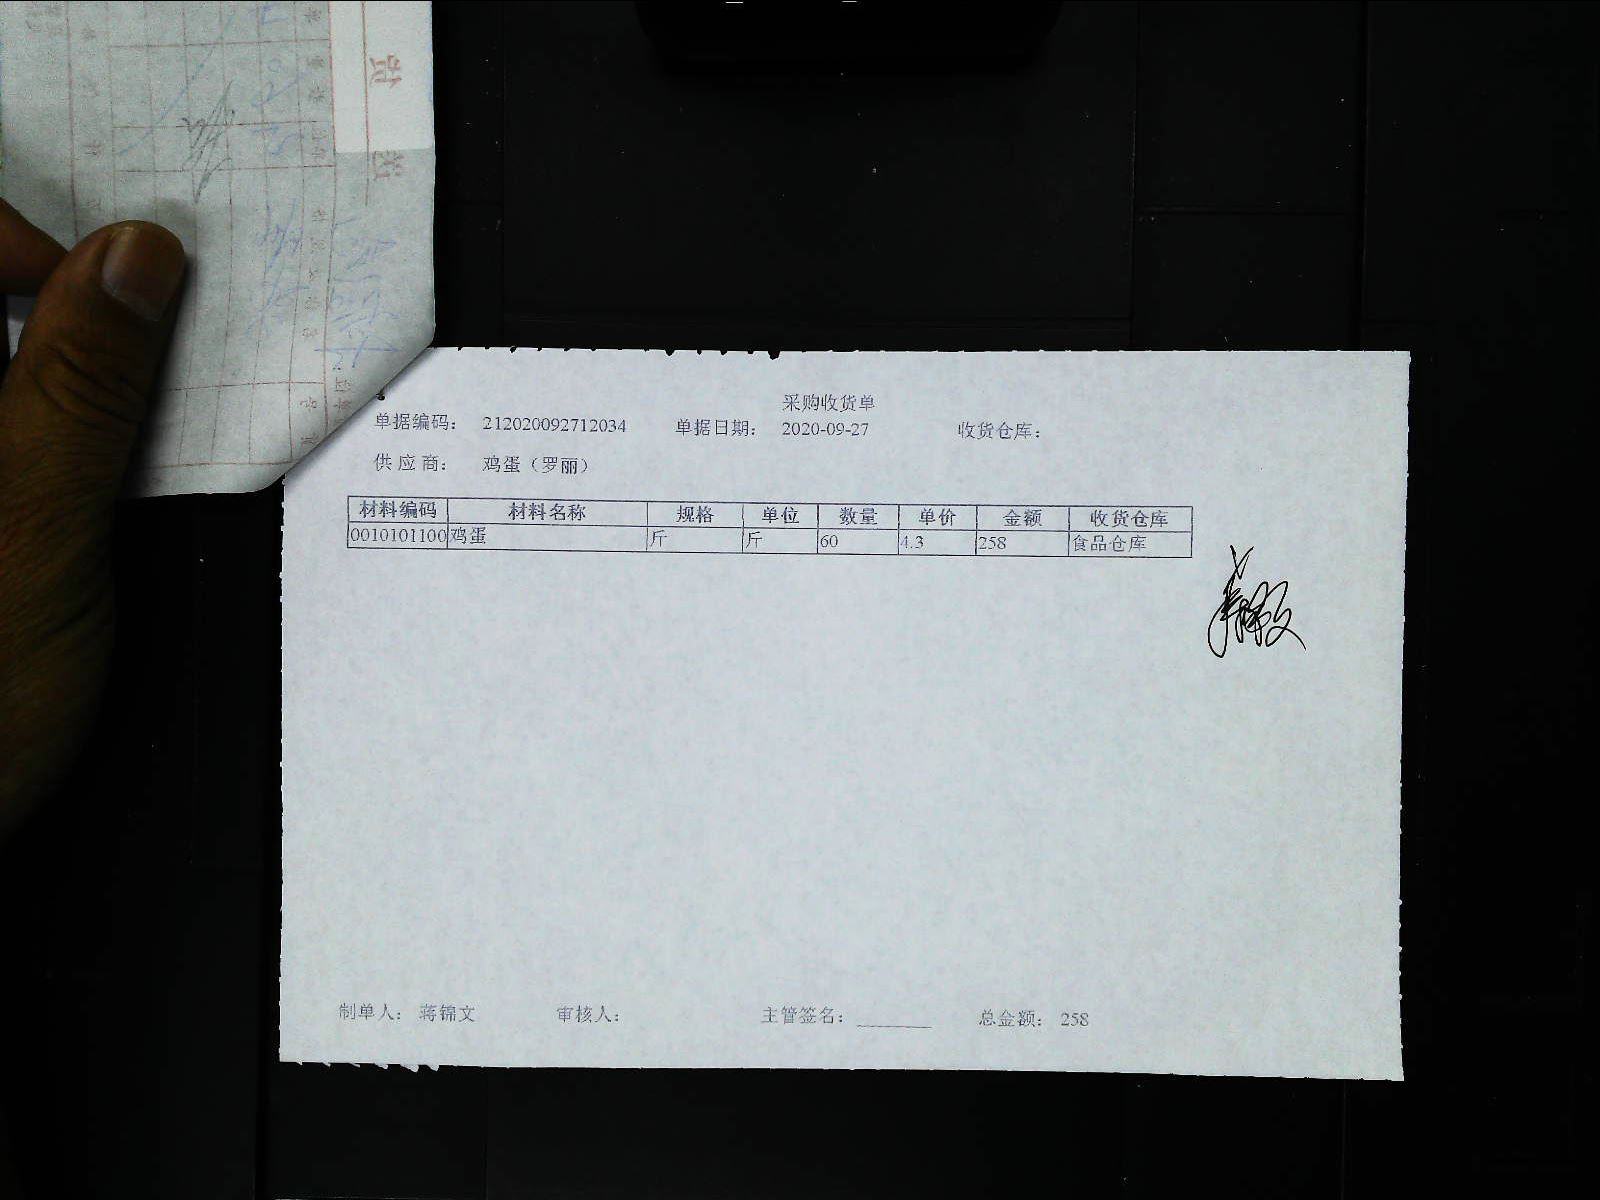 采购收货单
单据编码： 212020092712034 单据日期： 2020-09-27 收货仓库：
供 应 商： 鸡蛋（罗丽）
材料编码 材料名称 规格 单位 数量 单价 金额 收货仓库
0010101100 鸡蛋 斤 斤 60 4.3 258 食品仓库
制单人： 蒋锦文 审核人： 主管签名： 总金额： 258